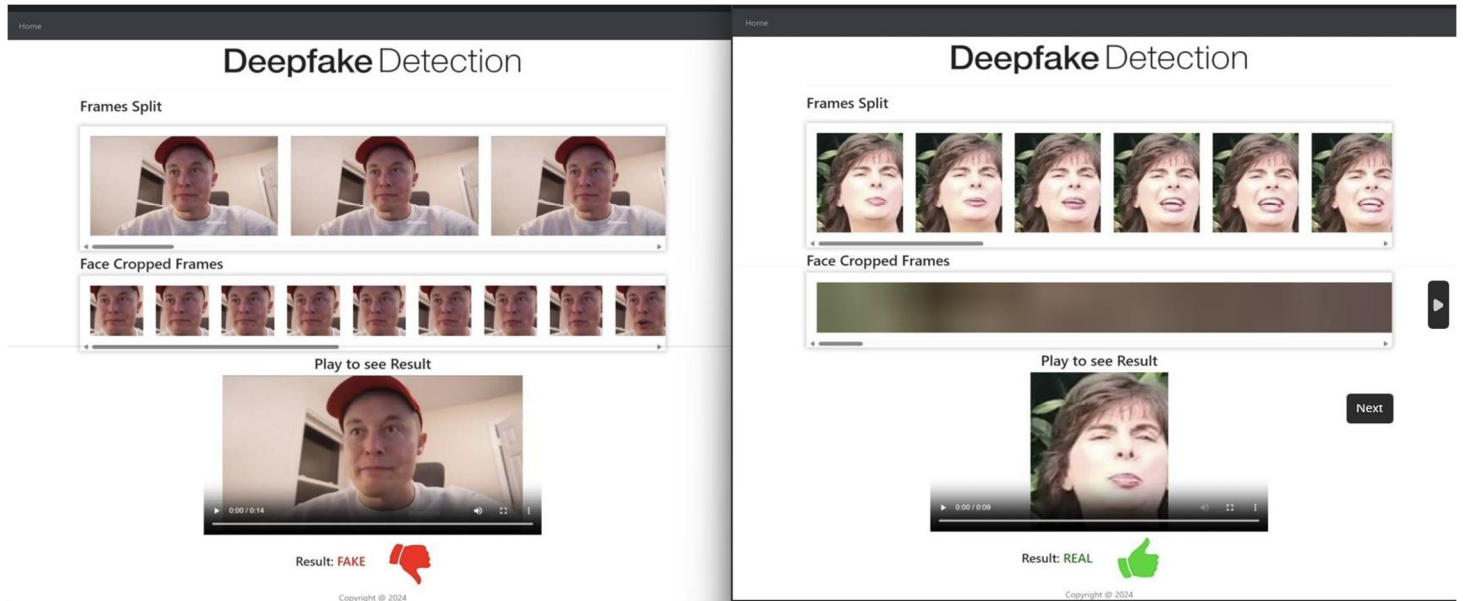 Home
Deepfake Detection
Frames Split
Face Cropped Frames
Play to see Result
0:00 / 0:14
Result: FAKE
Copyright @ 2024
Home
Deepfake Detection
Frames Split
Face Cropped Frames
Play to see Result
Next
0:00 / 0:09
Result: REAL
Copyright @ 2024